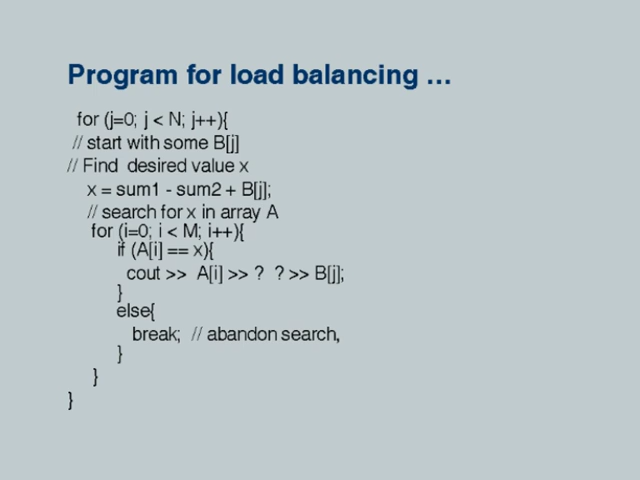 Program for load balancing …
for (j=0; j < N; j++){
// start with some B[j]
// Find desired value x
x = sum1 - sum2 + B[j];
// search for x in array A
for (i=0; i < M; i++){
if (A[i] == x){
cout >> A[i] >> ? ? >> B[j];
}
else{
break; // abandon search,
}
}
}